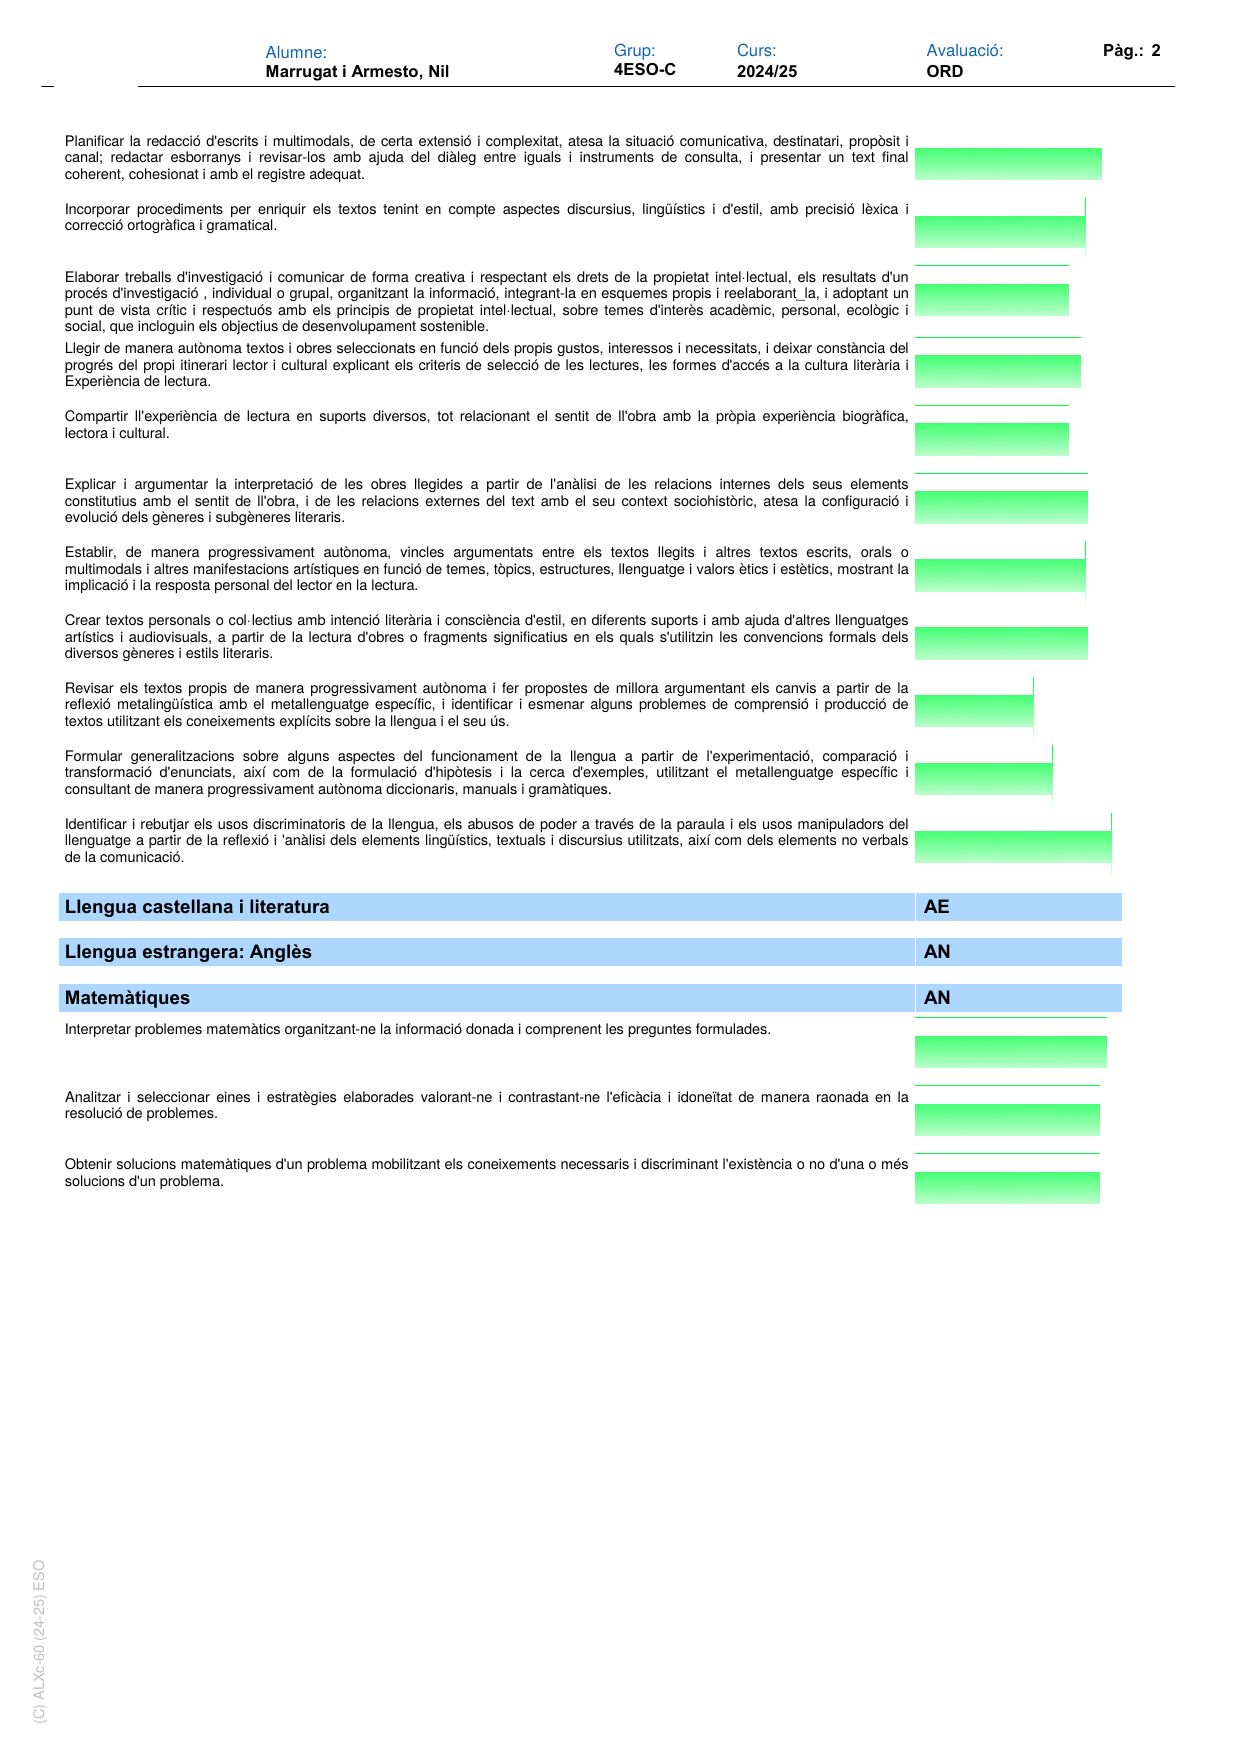 Alumne:
Marrugat i Armesto, Nil
Grup:
4ESO-C
Curs:
2024/25
Avaluació:
ORD
Pàg.: 2
Planificar la redacció d'escrits i multimodals, de certa extensió i complexitat, atesa la situació comunicativa, destinatari, propòsit i
canal; redactar esborranys i revisar-los amb ajuda del diàleg entre iguals i instruments de consulta, i presentar un text final
coherent, cohesionat i amb el registre adequat.
Incorporar procediments per enriquir els textos tenint en compte aspectes discursius, lingüístics i d'estil, amb precisió lèxica i
correcció ortogràfica i gramatical.
Elaborar treballs d'investigació i comunicar de forma creativa i respectant els drets de la propietat intel·lectual, els resultats d'un
procés d'investigació , individual o grupal, organitzant la informació, integrant-la en esquemes propis i reelaborant_la, i adoptant un
punt de vista crític i respectuós amb els principis de propietat intel·lectual, sobre temes d'interès acadèmic, personal, ecològic i
social, que incloguin els objectius de desenvolupament sostenible.
Llegir de manera autònoma textos i obres seleccionats en funció dels propis gustos, interessos i necessitats, i deixar constància del
progrés del propi itinerari lector i cultural explicant els criteris de selecció de les lectures, les formes d'accés a la cultura literària i
Experiència de lectura.
Compartir ll'experiència de lectura en suports diversos, tot relacionant el sentit de ll'obra amb la pròpia experiència biogràfica,
lectora i cultural.
Explicar i argumentar la interpretació de les obres llegides a partir de l'anàlisi de les relacions internes dels seus elements
constitutius amb el sentit de ll'obra, i de les relacions externes del text amb el seu context sociohistòric, atesa la configuració i
evolució dels gèneres i subgèneres literaris.
Establir, de manera progressivament autònoma, vincles argumentats entre els textos llegits i altres textos escrits, orals o
multimodals i altres manifestacions artístiques en funció de temes, tòpics, estructures, llenguatge i valors ètics i estètics, mostrant la
implicació i la resposta personal del lector en la lectura.
Crear textos personals o col·lectius amb intenció literària i consciència d'estil, en diferents suports i amb ajuda d'altres llenguatges
artístics i audiovisuals, a partir de la lectura d'obres o fragments significatius en els quals s'utilitzin les convencions formals dels
diversos gèneres i estils literaris.
Revisar els textos propis de manera progressivament autònoma i fer propostes de millora argumentant els canvis a partir de la
reflexió metalingüística amb el metallenguatge específic, i identificar i esmenar alguns problemes de comprensió i producció de
textos utilitzant els coneixements explícits sobre la llengua i el seu ús.
Formular generalitzacions sobre alguns aspectes del funcionament de la llengua a partir de l'experimentació, comparació i
transformació d'enunciats, així com de la formulació d'hipòtesis i la cerca d'exemples, utilitzant el metallenguatge específic i
consultant de manera progressivament autònoma diccionaris, manuals i gramàtiques.
Identificar i rebutjar els usos discriminatoris de la llengua, els abusos de poder a través de la paraula i els usos manipuladors del
llenguatge a partir de la reflexió i 'anàlisi dels elements lingüístics, textuals i discursius utilitzats, així com dels elements no verbals
de la comunicació.
Llengua castellana i literatura AE
Llengua estrangera: Anglès AN
Matemàtiques AN
Interpretar problemes matemàtics organitzant-ne la informació donada i comprenent les preguntes formulades.
Analitzar i seleccionar eines i estratègies elaborades valorant-ne i contrastant-ne l'eficàcia i idoneïtat de manera raonada en la
resolució de problemes.
Obtenir solucions matemàtiques d'un problema mobilitzant els coneixements necessaris i discriminant l'existència o no d'una o més
solucions d'un problema.
(C) ALXc-60 (24-25) ESO